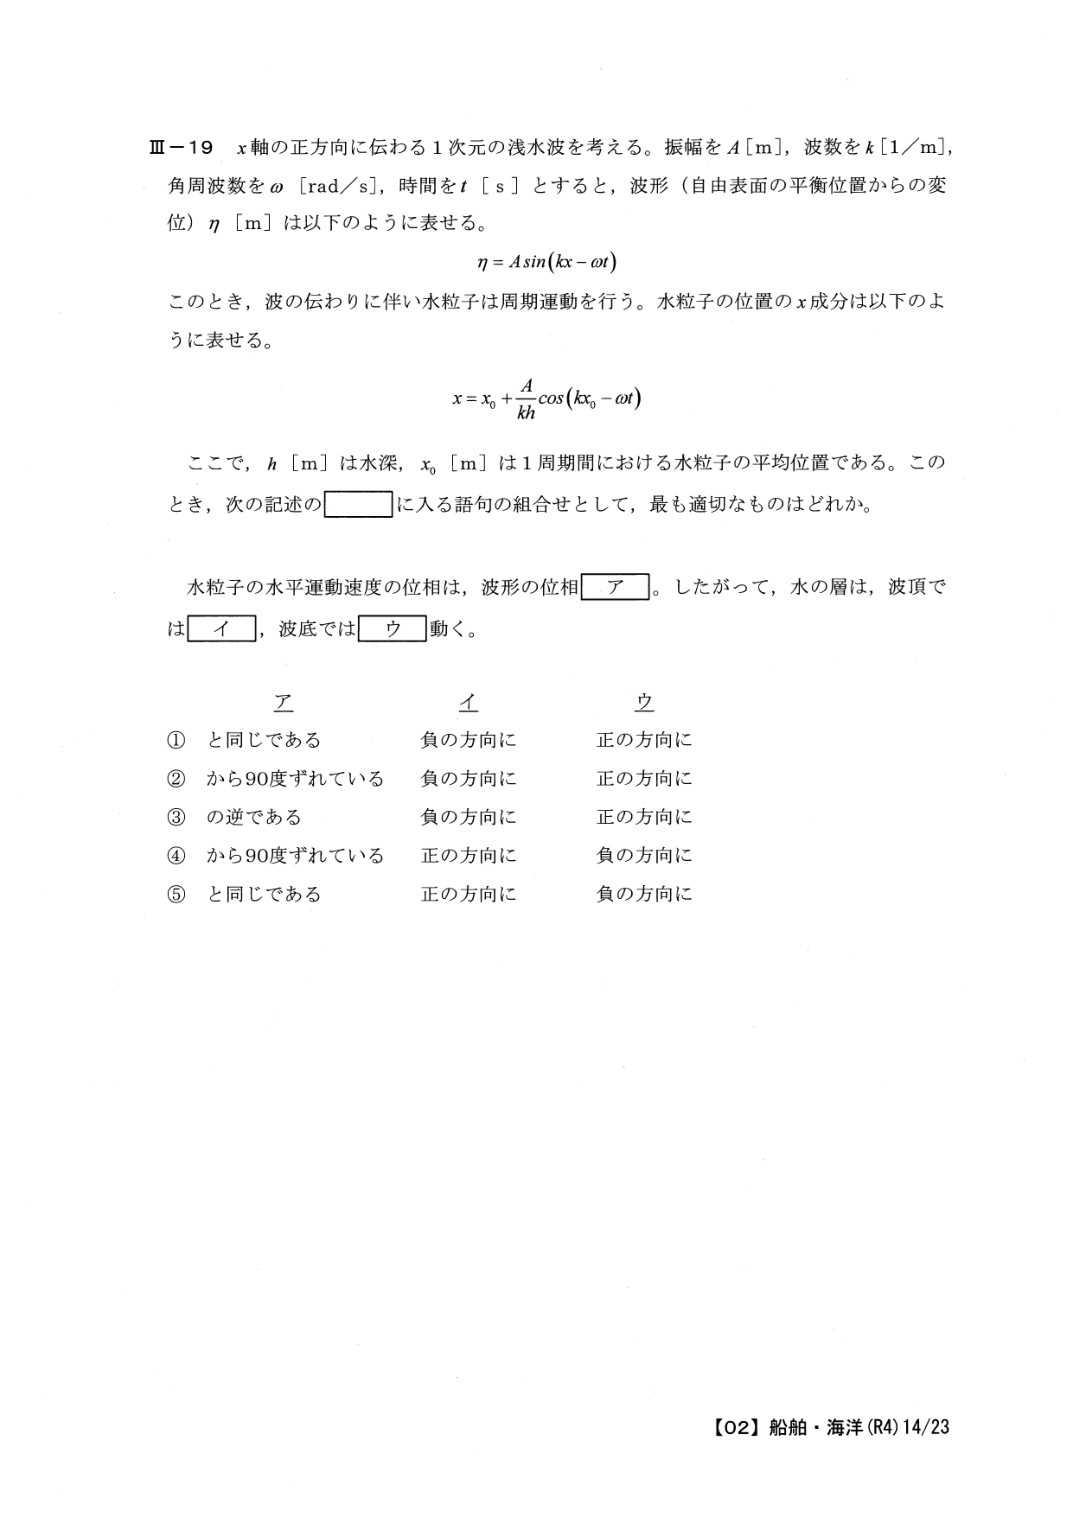 Ⅲ－19　x軸の正方向に伝わる1次元の浅水波を考える。振幅をA［m］，波数をk［1／m］，
角周波数をω［rad／s］，時間をt［s］とすると，波形（自由表面の平衡位置からの変
位）η［m］は以下のように表せる。
η = A sin(kx − ωt)
このとき，波の伝わりに伴い水粒子は周期運動を行う。水粒子の位置のx成分は以下のよ
うに表せる。
x = x₀ + A/kh cos(kx₀ − ωt)
ここで，h［m］は水深，x₀［m］は1周期間における水粒子の平均位置である。この
とき，次の記述の　　　に入る語句の組合せとして，最も適切なものはどれか。
水粒子の水平運動速度の位相は，波形の位相 ア 。したがって，水の層は，波頂で
は イ ，波底では ウ 動く。
ア　イ　ウ
①　と同じである　負の方向に　正の方向に
②　から90度ずれている　負の方向に　正の方向に
③　の逆である　負の方向に　正の方向に
④　から90度ずれている　正の方向に　負の方向に
⑤　と同じである　正の方向に　負の方向に
【02】船舶・海洋(R4)14/23